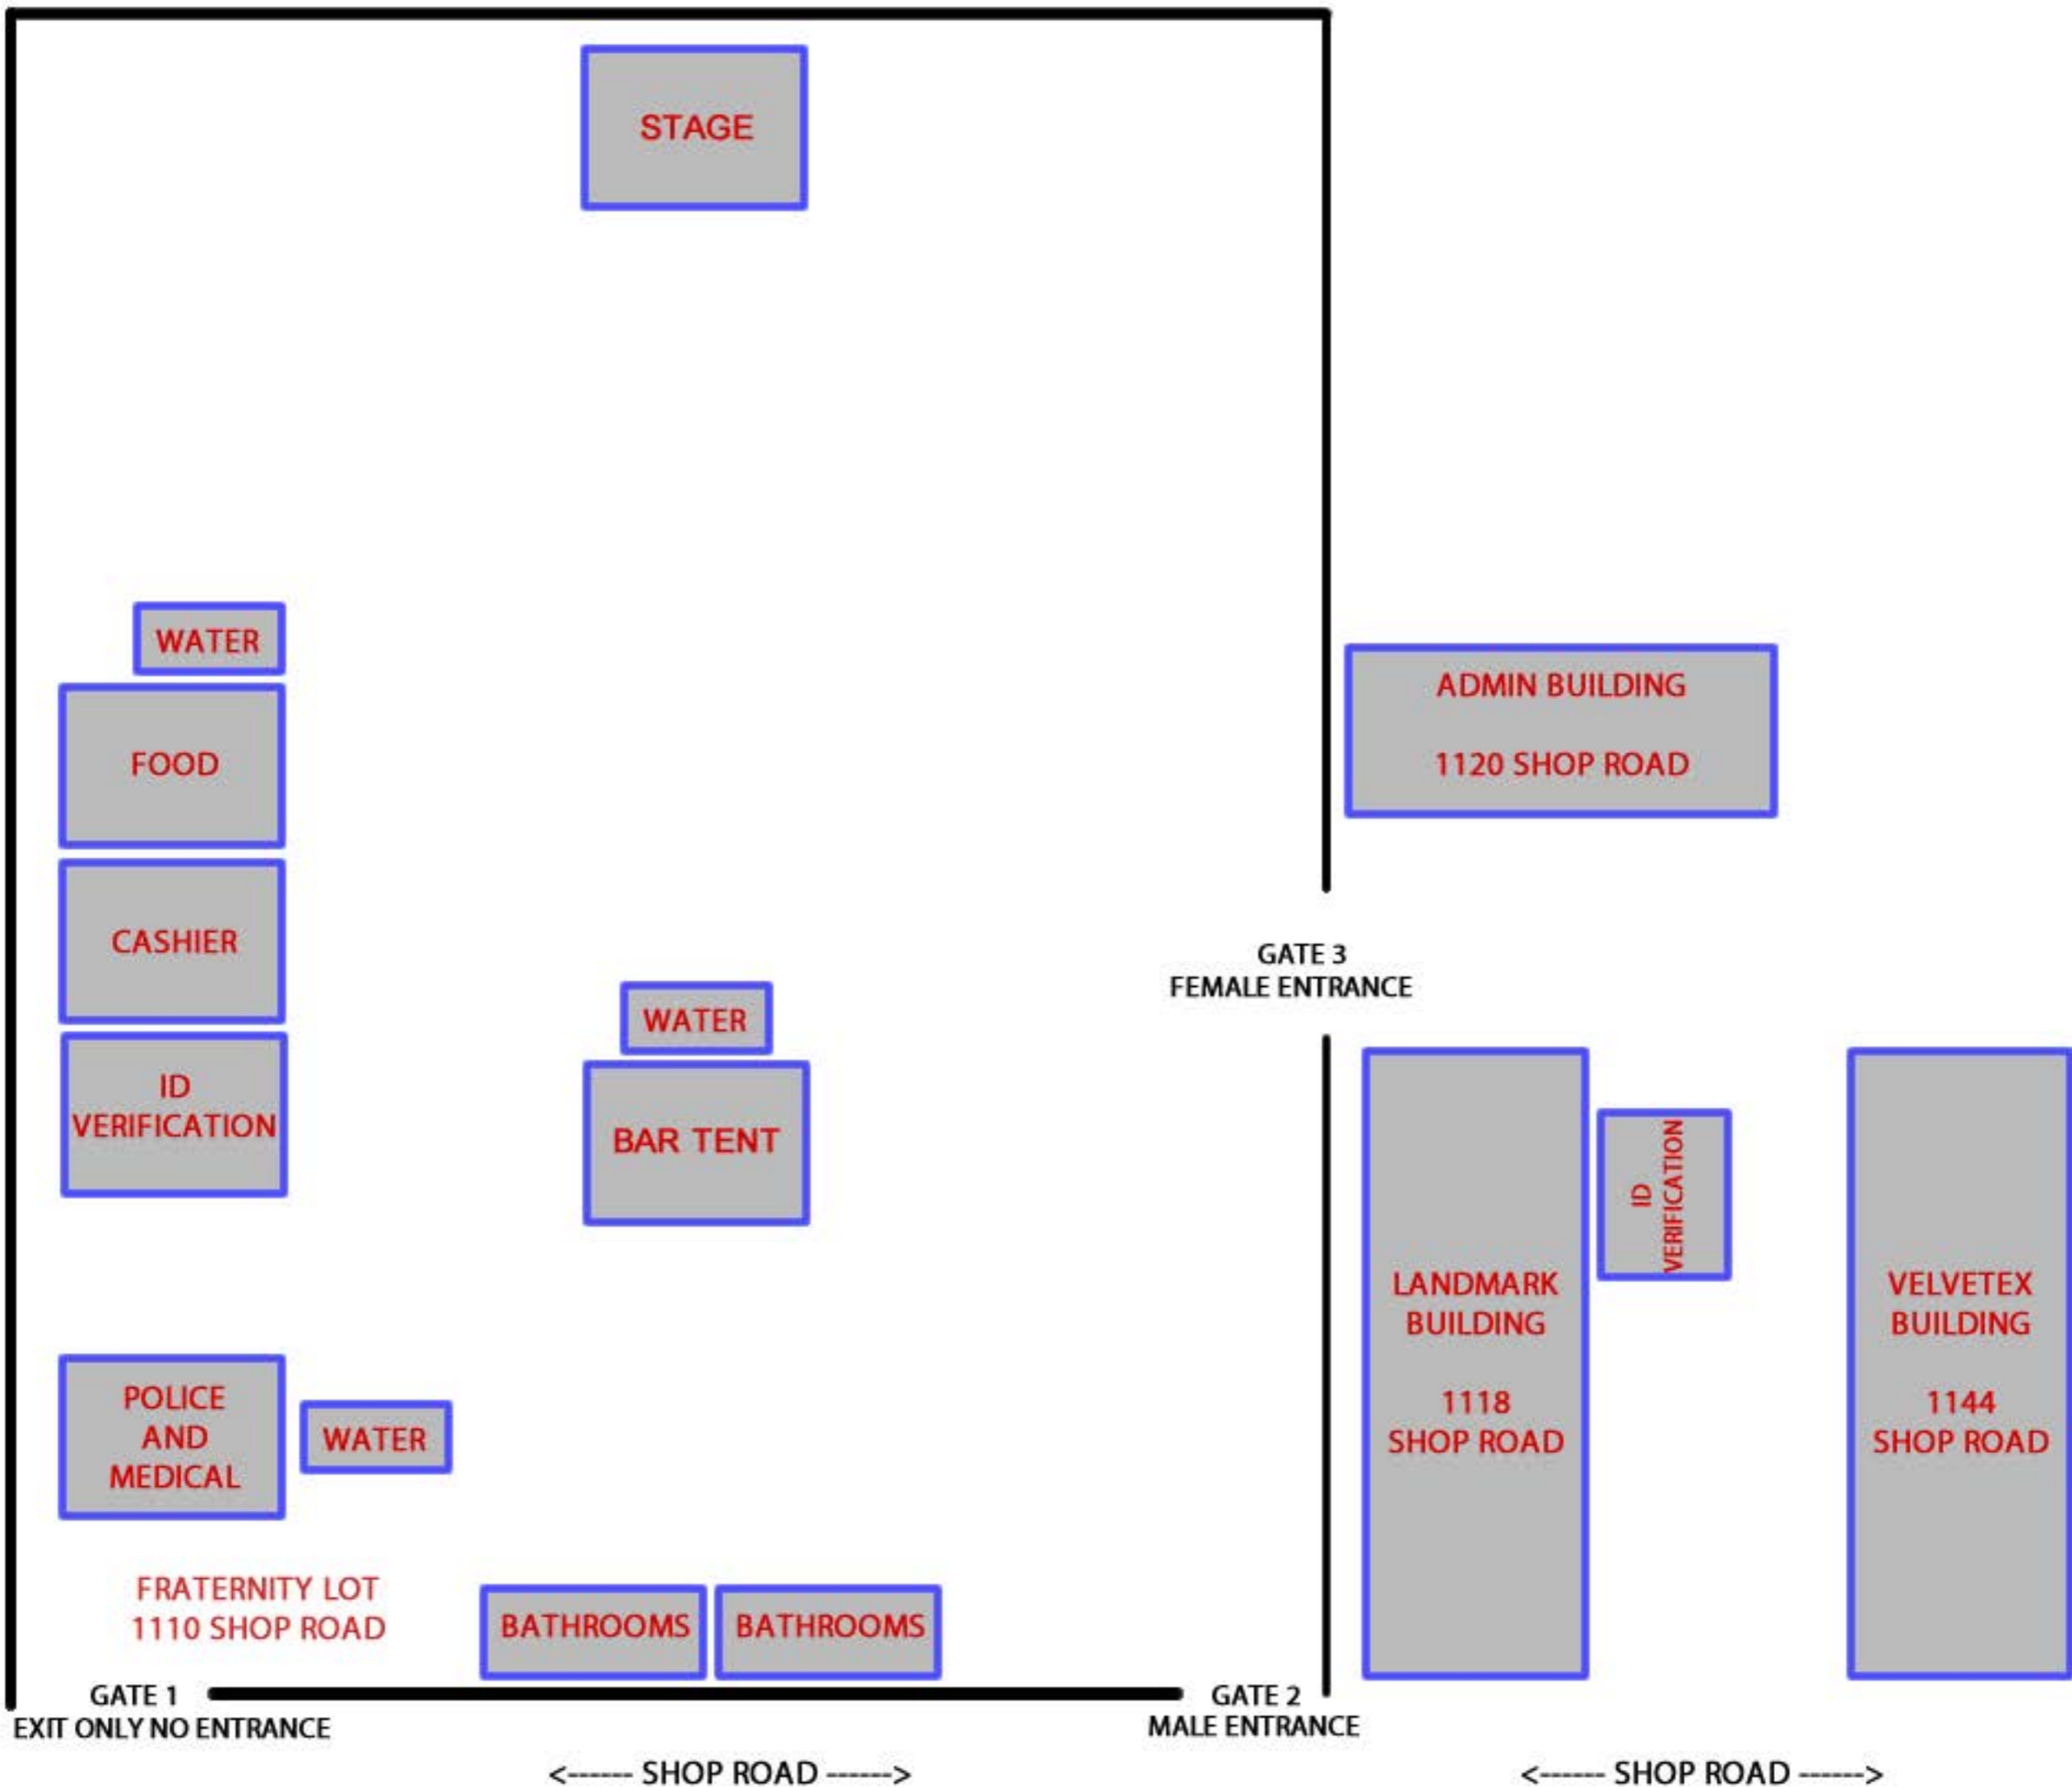 STAGE
WATER
FOOD
CASHIER
ID
VERIFICATION
WATER
BAR TENT
POLICE
AND
MEDICAL
WATER
FRATERNITY LOT
1110 SHOP ROAD
BATHROOMS
BATHROOMS
GATE 1
EXIT ONLY NO ENTRANCE
GATE 2
MALE ENTRANCE
<------ SHOP ROAD ------>
ADMIN BUILDING
1120 SHOP ROAD
GATE 3
FEMALE ENTRANCE
LANDMARK
BUILDING
1118
SHOP ROAD
ID
VERIFICATION
VELVETEX
BUILDING
1144
SHOP ROAD
<------ SHOP ROAD ------>